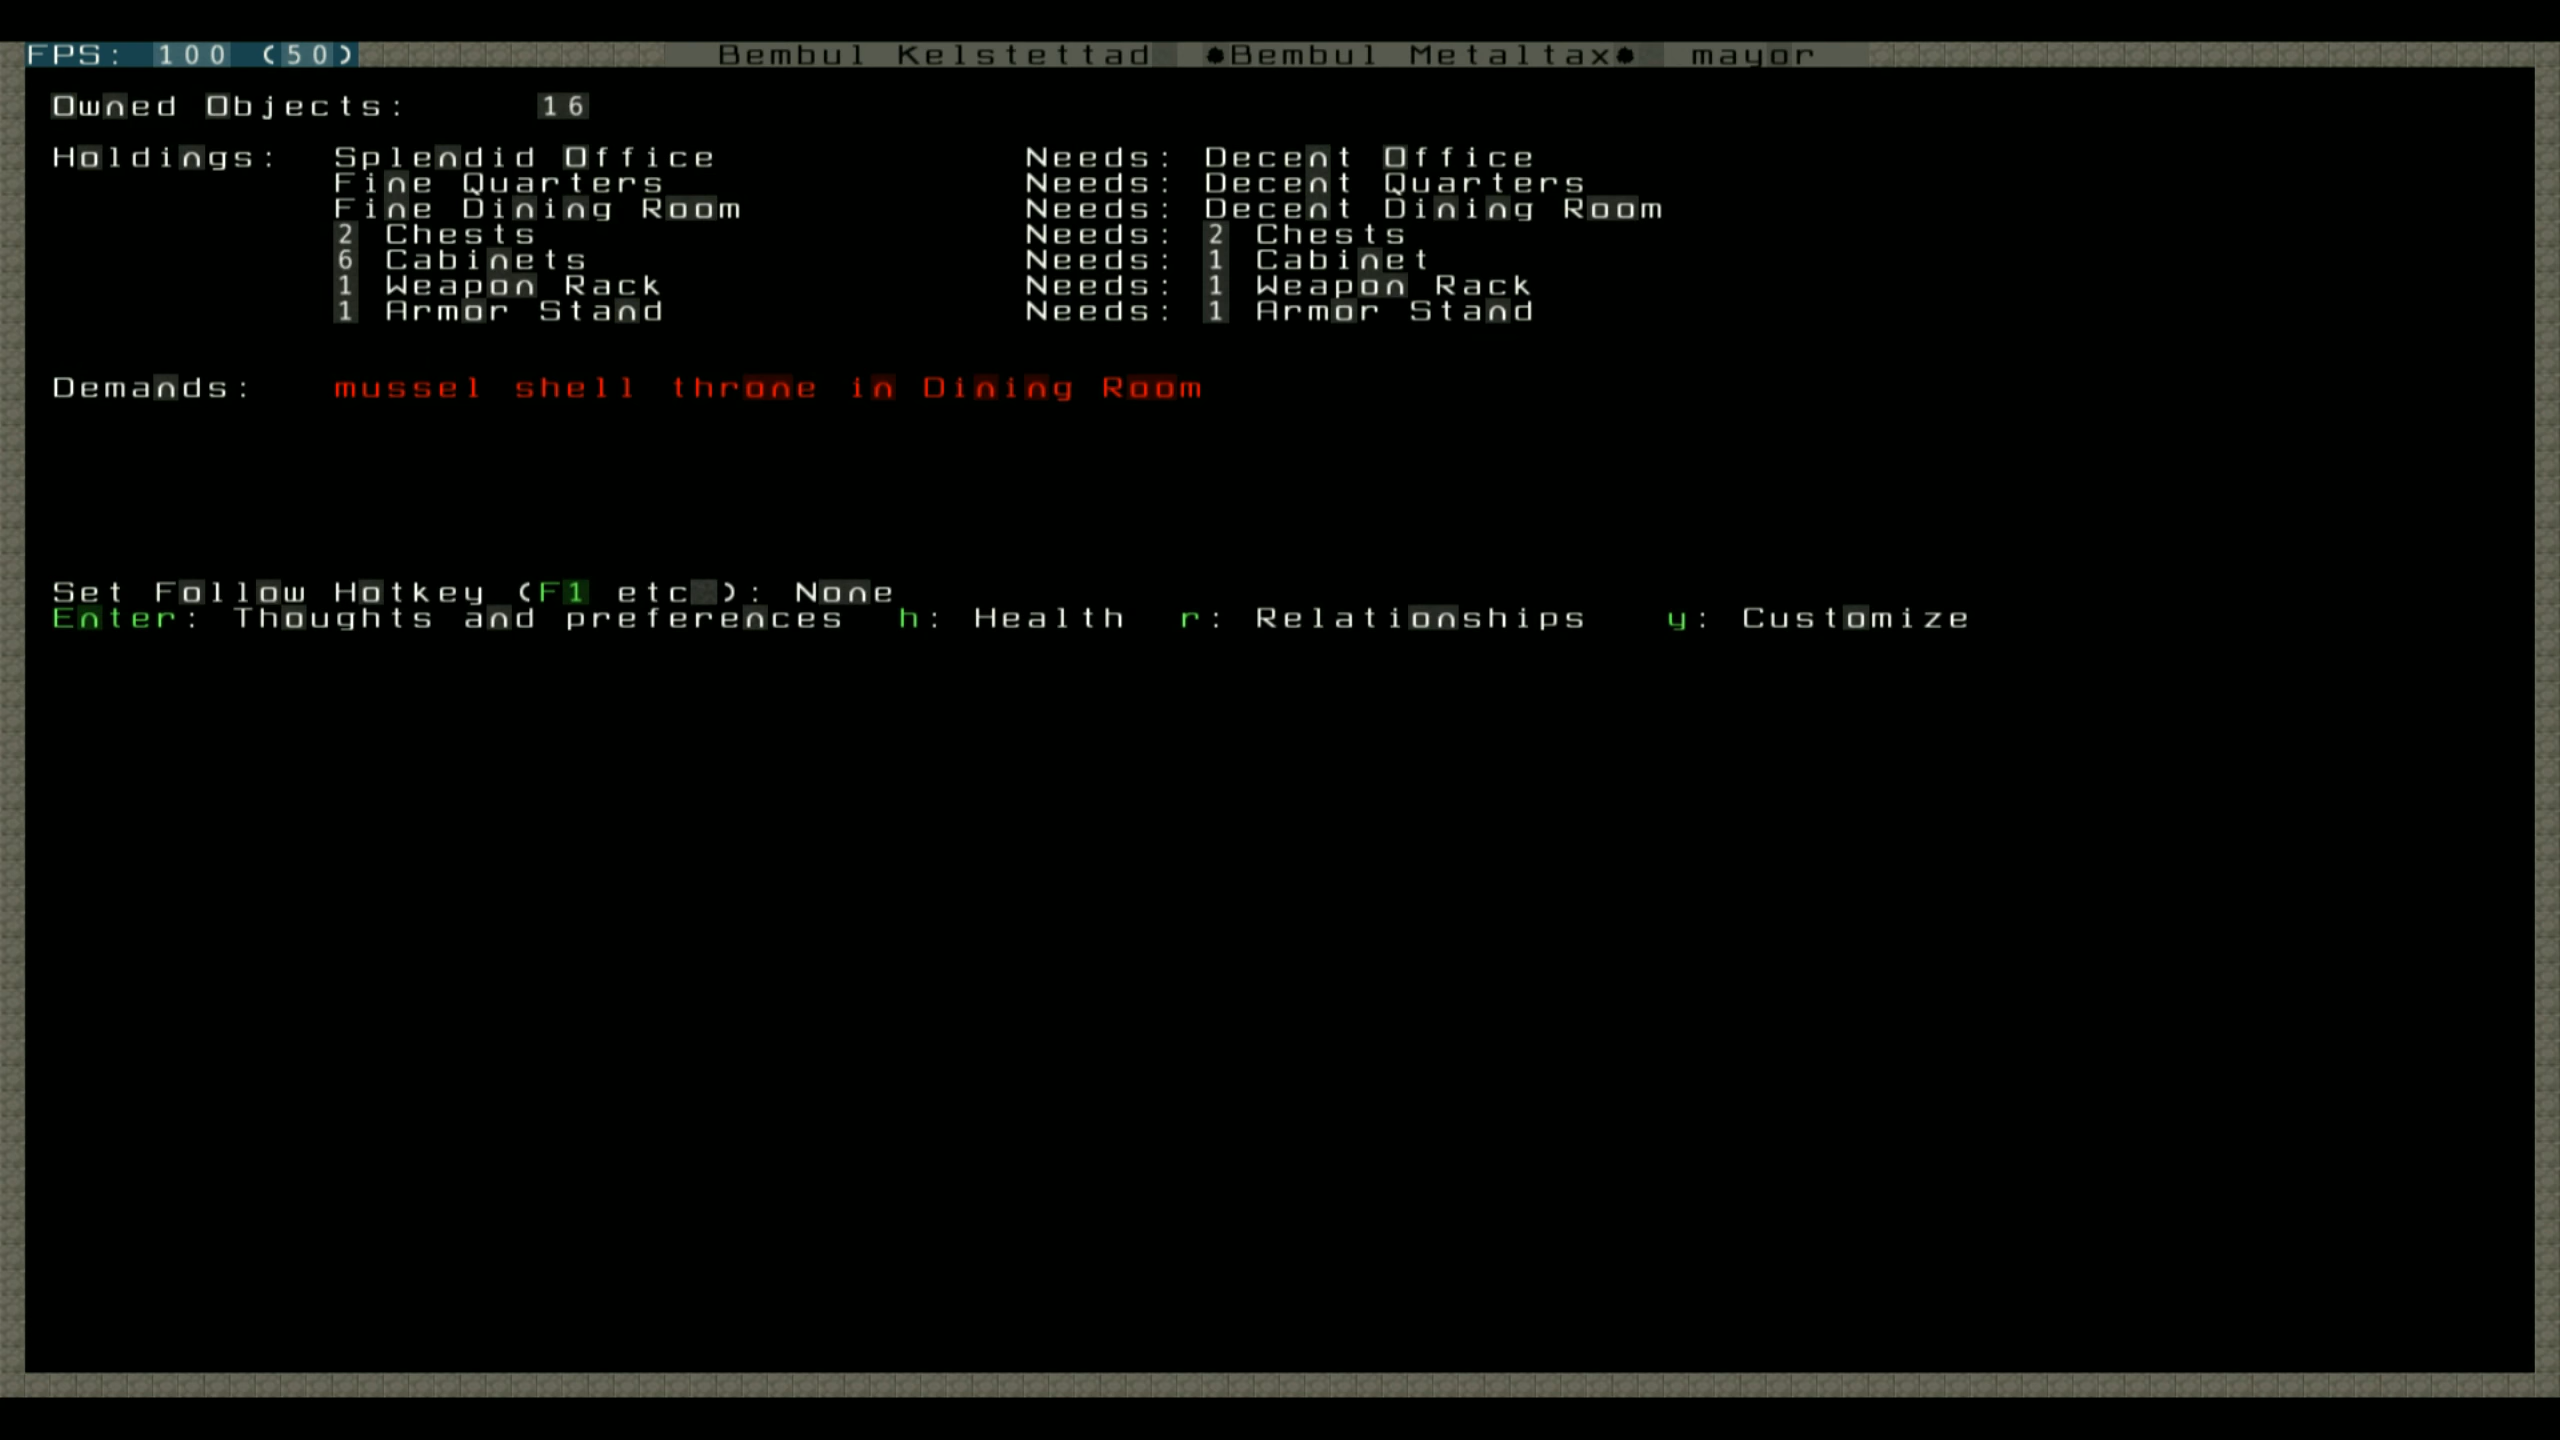 FPS: 100 (50) Bembul Kelstettad ●Bembul Metaltax● mayor
Owned Objects: 16
Holdings: Splendid Office Needs: Decent Office
Fine Quarters Needs: Decent Quarters
Fine Dining Room Needs: Decent Dining Room
2 Chests Needs: 2 Chests
6 Cabinets Needs: 1 Cabinet
1 Weapon Rack Needs: 1 Weapon Rack
1 Armor Stand Needs: 1 Armor Stand
Demands: mussel shell throne in Dining Room
Set Follow Hotkey (F1 etc ): None
Enter: Thoughts and preferences h: Health r: Relationships y: Customize